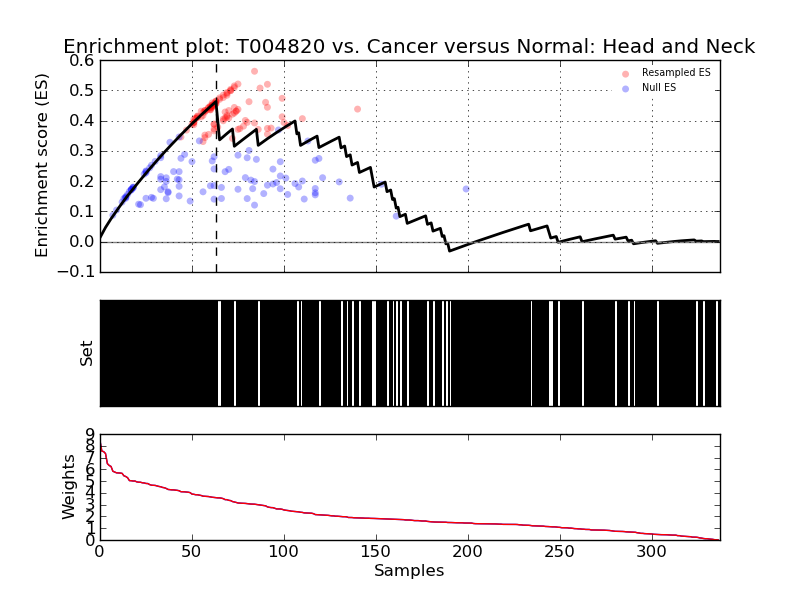 Enrichment plot: T004820 vs. Cancer versus Normal: Head and Neck
Enrichment score (ES)
0.6
0.5
0.4
0.3
0.2
0.1
0.0
−0.1
Resampled ES
Null ES
Set
Weights
9
8
7
6
5
4
3
2
1
0
0 50 100 150 200 250 300
Samples